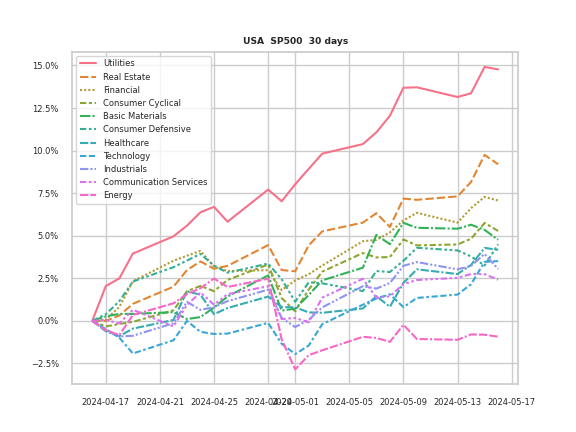 USA  SP500  30 days
15.0%
12.5%
10.0%
7.5%
5.0%
2.5%
0.0%
−2.5%
Utilities
Real Estate
Financial
Consumer Cyclical
Basic Materials
Consumer Defensive
Healthcare
Technology
Industrials
Communication Services
Energy
2024-04-17 2024-04-21 2024-04-25 2024-04-29 2024-05-01 2024-05-05 2024-05-09 2024-05-13 2024-05-17